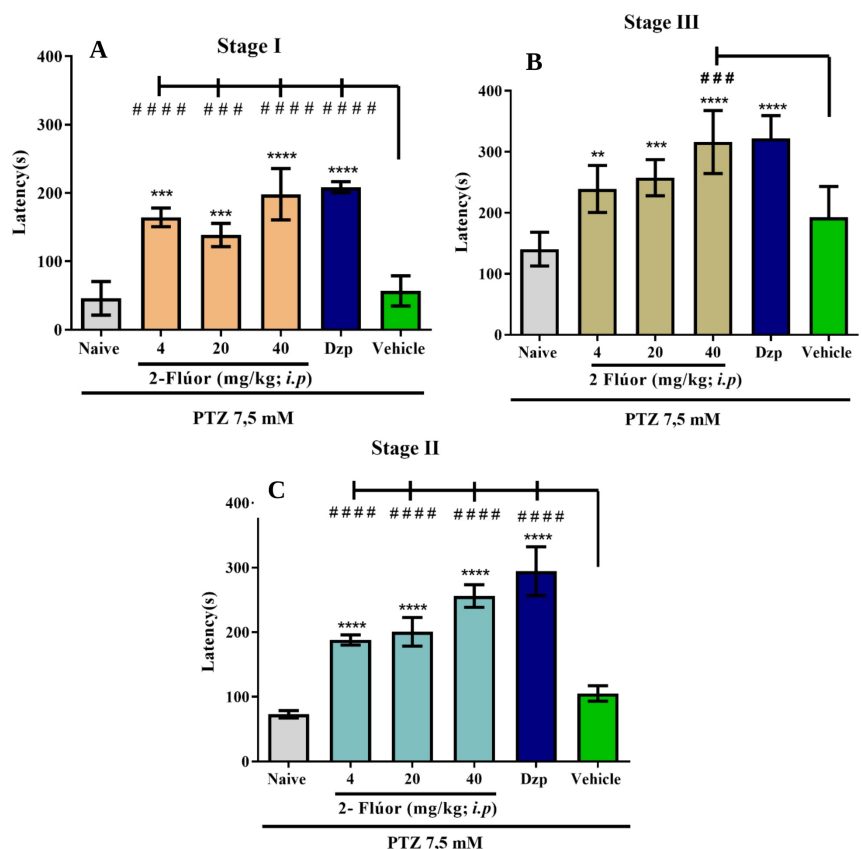 A
Stage I
400
300
200
100
0
Latency(s)
#### ### #### ####
*** *** **** ****
Naive 4 20 40 Dzp Vehicle
2-Flúor (mg/kg; i.p)
PTZ 7,5 mM
Stage III
B
400
300
200
100
0
Latency(s)
###
** *** **** ****
Naive 4 20 40 Dzp Vehicle
2 Flúor (mg/kg; i.p)
PTZ 7,5 mM
Stage II
C
400
300
200
100
0
Latency(s)
#### #### #### ####
**** **** **** ****
Naive 4 20 40 Dzp Vehicle
2- Flúor (mg/kg; i.p)
PTZ 7,5 mM